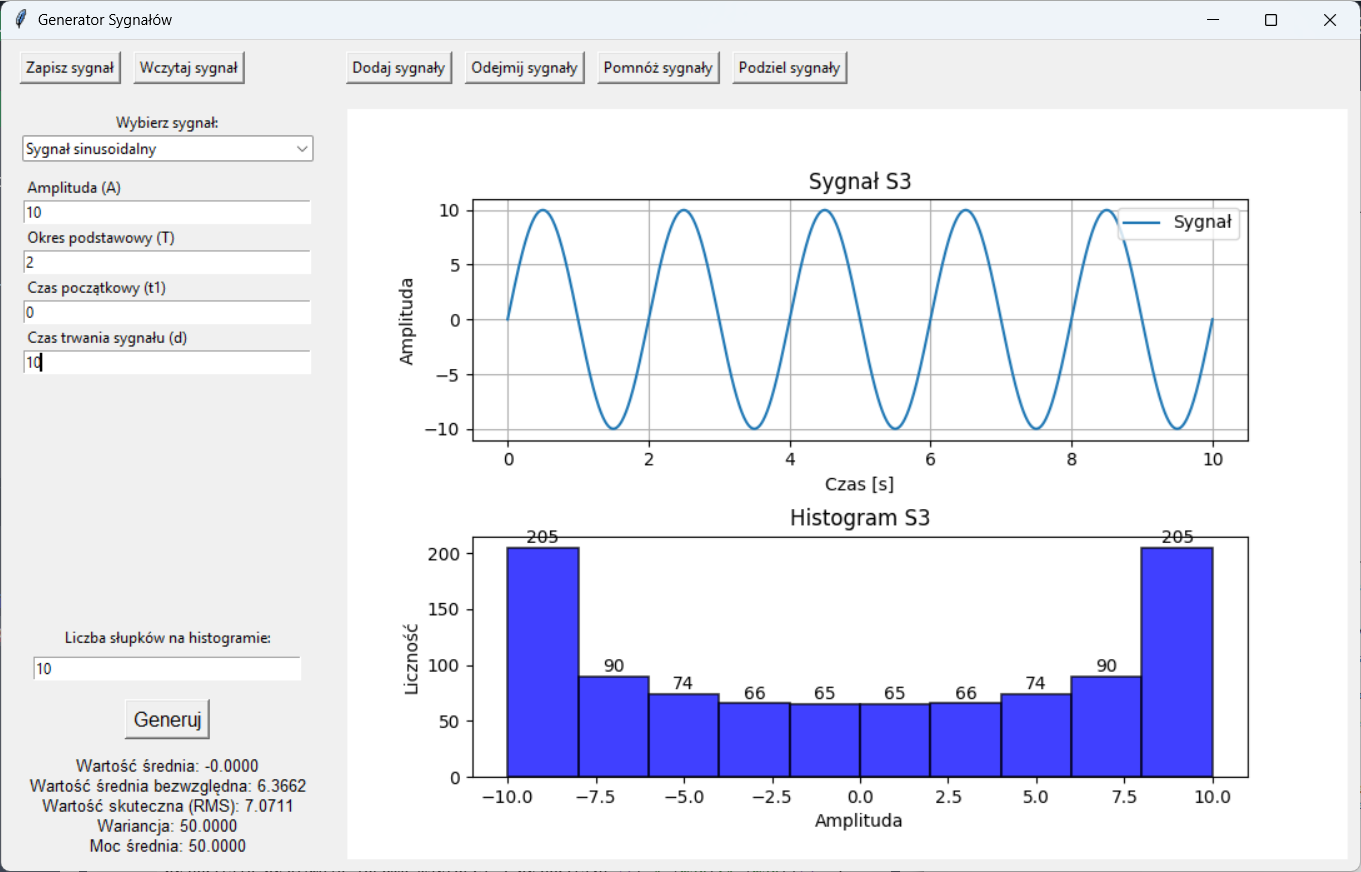 Generator Sygnałów
Zapisz sygnał Wczytaj sygnał Dodaj sygnały Odejmij sygnały Pomnóż sygnały Podziel sygnały
Wybierz sygnał:
Sygnał sinusoidalny
Amplituda (A)
10
Okres podstawowy (T)
2
Czas początkowy (t1)
0
Czas trwania sygnału (d)
10
Liczba słupków na histogramie:
10
Generuj
Wartość średnia: -0.0000
Wartość średnia bezwzględna: 6.3662
Wartość skuteczna (RMS): 7.0711
Wariancja: 50.0000
Moc średnia: 50.0000
Sygnał S3
Sygnał
10
5
0
−5
−10
Amplituda
0 2 4 6 8 10
Czas [s]
Histogram S3
205 90 74 66 65 65 66 74 90 205
200
150
100
50
0
Liczność
−10.0 −7.5 −5.0 −2.5 0.0 2.5 5.0 7.5 10.0
Amplituda